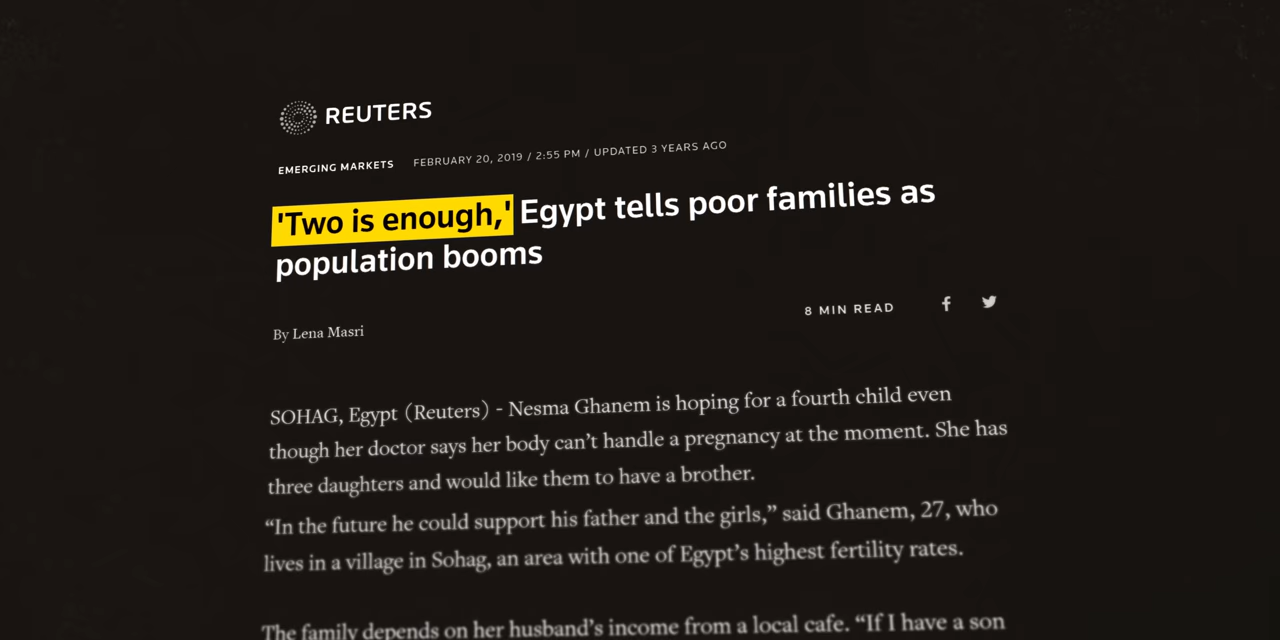 REUTERS
EMERGING MARKETS FEBRUARY 20, 2019 / 2:55 PM / UPDATED 3 YEARS AGO
'Two is enough,' Egypt tells poor families as
population booms
8 MIN READ
By Lena Masri
SOHAG, Egypt (Reuters) - Nesma Ghanem is hoping for a fourth child even
though her doctor says her body can’t handle a pregnancy at the moment. She has
three daughters and would like them to have a brother.
“In the future he could support his father and the girls,” said Ghanem, 27, who
lives in a village in Sohag, an area with one of Egypt’s highest fertility rates.
The family depends on her husband’s income from a local cafe. “If I have a son